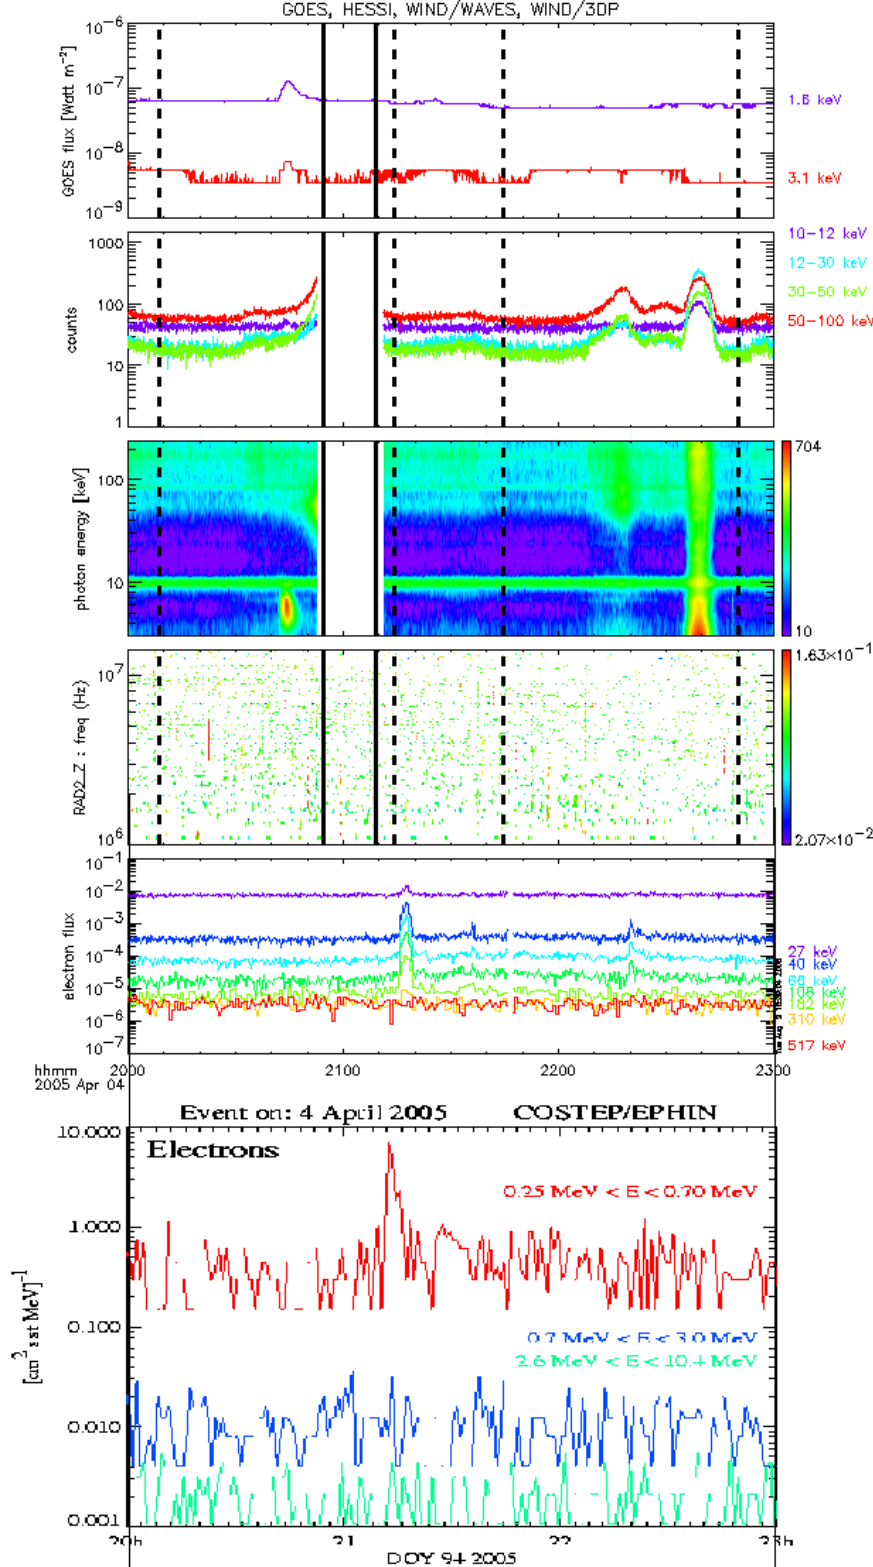 GOES, HESSI, WIND/WAVES, WIND/3DP
10⁻⁶
10⁻⁷
10⁻⁸
10⁻⁹
GOES flux [Watt m⁻²]
1.6 keV
3.1 keV
1000
100
10
1
counts
10-12 keV
12-30 keV
30-50 keV
50-100 keV
100
10
photon energy [keV]
704
10
10⁷
10⁶
RAD2_Z : freq (Hz)
1.63×10⁻¹
2.07×10⁻²
10⁻¹
10⁻²
10⁻³
10⁻⁴
10⁻⁵
10⁻⁶
10⁻⁷
electron flux
27 keV
40 keV
66 keV
108 keV
182 keV
310 keV
517 keV
hhmm
2005 Apr 04
2000 2100 2200 2300
Event on: 4 April 2005 COSTEP/EPHIN
Electrons
10.000
1.000
0.100
0.010
0.001
0.25 MeV < E < 0.70 MeV
0.7 MeV < E < 3.0 MeV
2.6 MeV < E < 10.4 MeV
20h 21 22 23h
DOY 94 2005